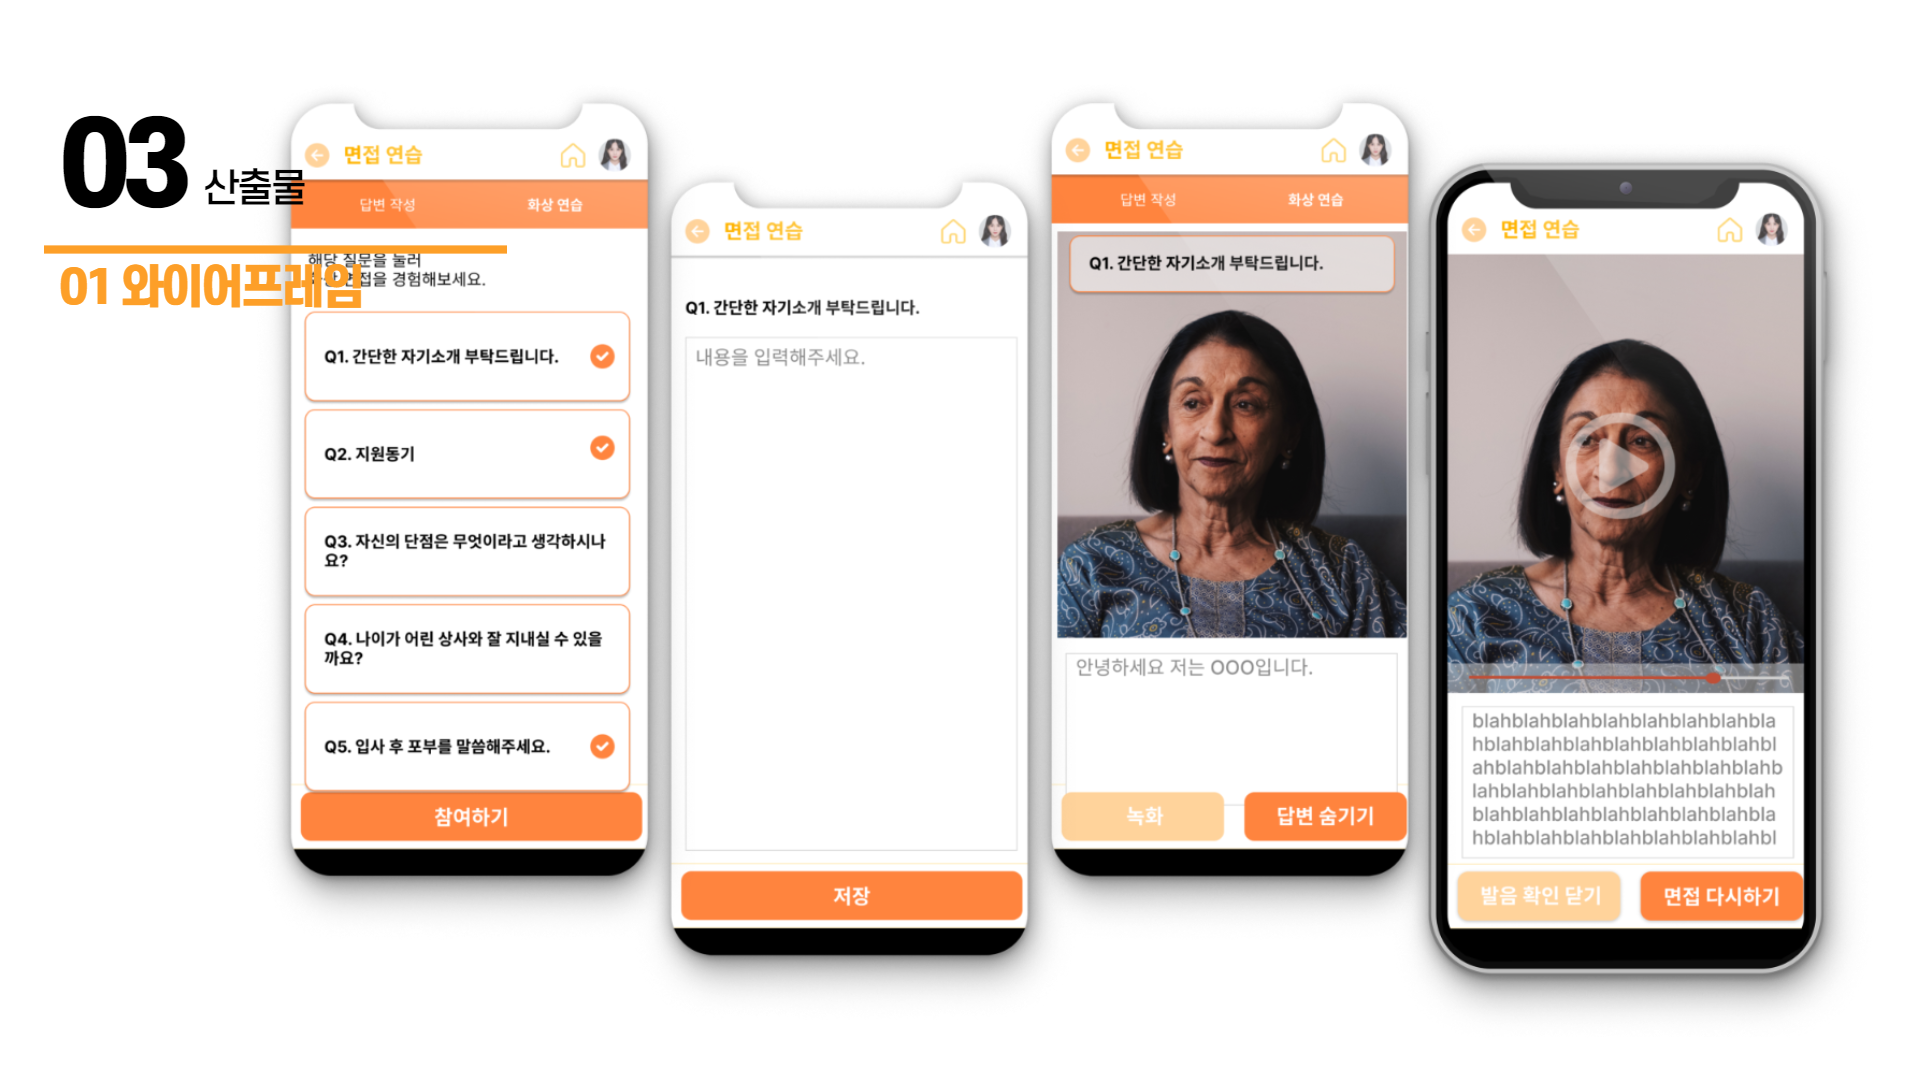 03 산출물
01 와이어프레임
면접 연습
답변 작성
화상 연습
해당 질문을 눌러
면접을 경험해보세요.
Q1. 간단한 자기소개 부탁드립니다.
Q2. 지원동기
Q3. 자신의 단점은 무엇이라고 생각하시나
요?
Q4. 나이가 어린 상사와 잘 지내실 수 있을
까요?
Q5. 입사 후 포부를 말씀해주세요.
참여하기
면접 연습
Q1. 간단한 자기소개 부탁드립니다.
내용을 입력해주세요.
저장
면접 연습
답변 작성
화상 연습
Q1. 간단한 자기소개 부탁드립니다.
안녕하세요 저는 OOO입니다.
녹화
답변 숨기기
면접 연습
blahblahblahblahblahblahblahbla
hblahblahblahblahblahblahblahbl
ahblahblahblahblahblahblahblahb
lahblahblahblahblahblahblahblah
blahblahblahblahblahblahblahbla
hblahblahblahblahblahblahblahbl
발음 확인 닫기
면접 다시하기